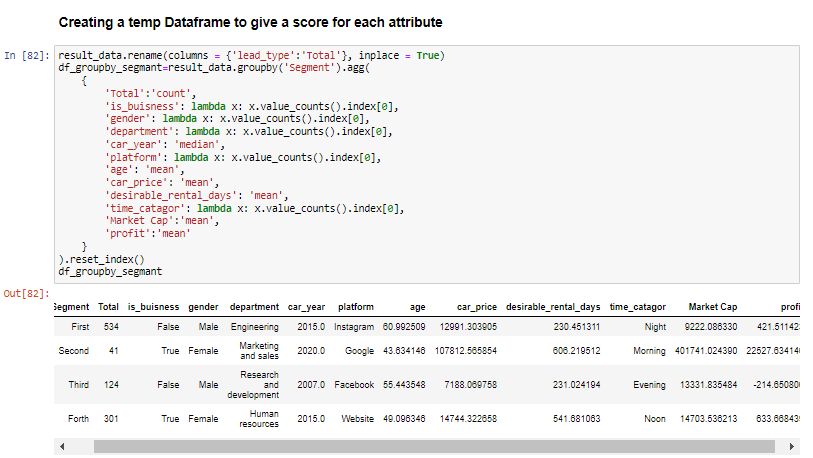 Creating a temp Dataframe to give a score for each attribute
In [82]: result_data.rename(columns = {'lead_type':'Total'}, inplace = True)
df_groupby_segmant=result_data.groupby('Segment').agg(
{
'Total':'count',
'is_buisness': lambda x: x.value_counts().index[0],
'gender': lambda x: x.value_counts().index[0],
'department': lambda x: x.value_counts().index[0],
'car_year': 'median',
'platform': lambda x: x.value_counts().index[0],
'age': 'mean',
'car_price': 'mean',
'desirable_rental_days': 'mean',
'time_catagor': lambda x: x.value_counts().index[0],
'Market Cap':'mean',
'profit':'mean'
}
).reset_index()
df_groupby_segmant
Out[82]:
Segment Total is_buisness gender department car_year platform age car_price desirable_rental_days time_catagor Market Cap profi
First 534 False Male Engineering 2015.0 Instagram 60.992509 12991.303905 230.451311 Night 9222.086330 421.51142
Second 41 True Female Marketing and sales 2020.0 Google 43.634146 107812.565854 606.219512 Morning 401741.024390 22527.63414
Third 124 False Male Research and development 2007.0 Facebook 55.443548 7188.069758 231.024194 Evening 13331.835484 -214.65080
Forth 301 True Female Human resources 2015.0 Website 49.096346 14744.322658 541.681063 Noon 14703.536213 633.66843